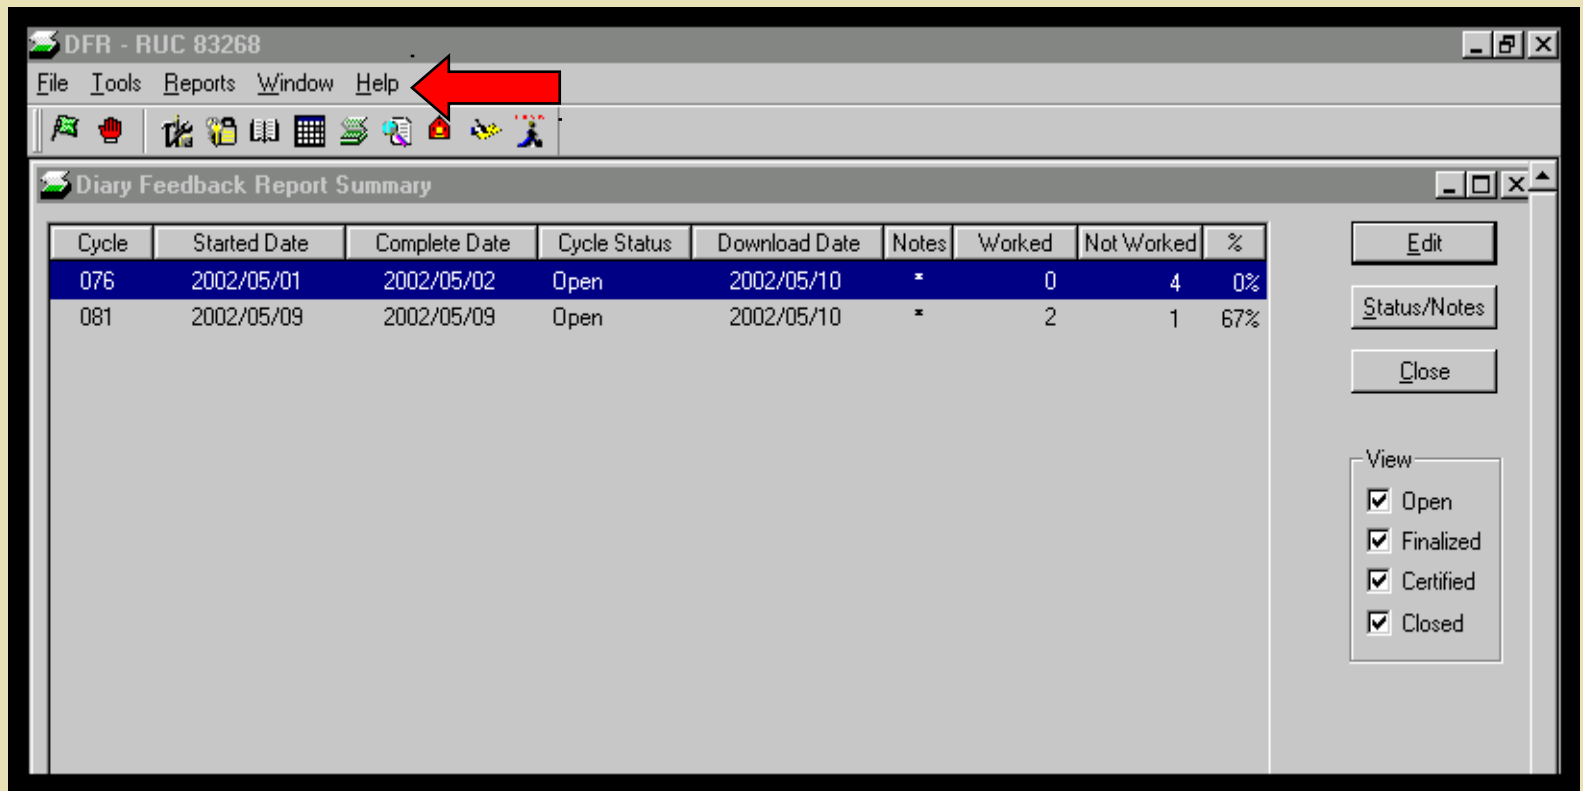 DFR - RUC 83268
File Tools Reports Window Help
Diary Feedback Report Summary
Cycle Started Date Complete Date Cycle Status Download Date Notes Worked Not Worked %
076 2002/05/01 2002/05/02 Open 2002/05/10 * 0 4 0%
081 2002/05/09 2002/05/09 Open 2002/05/10 * 2 1 67%
Edit
Status/Notes
Close
View
Open
Finalized
Certified
Closed